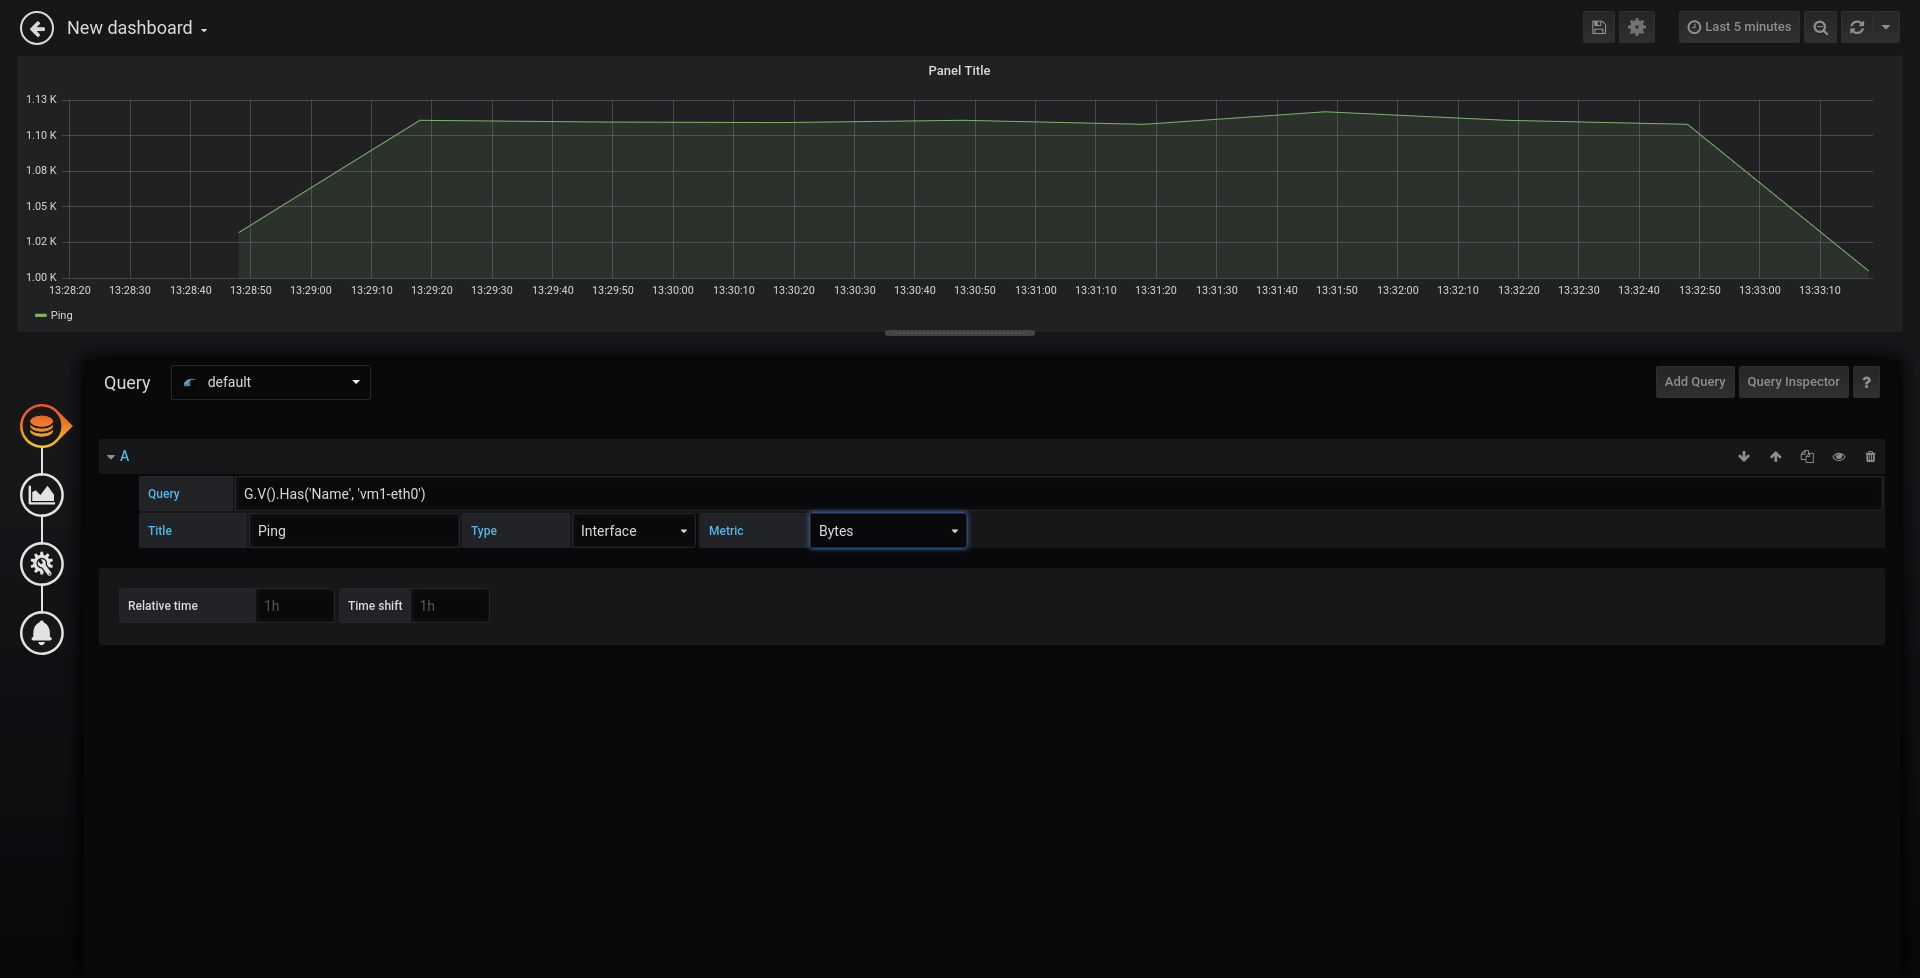 New dashboard
Last 5 minutes
Panel Title
1.13 K
1.10 K
1.08 K
1.05 K
1.02 K
1.00 K
13:28:20 13:28:30 13:28:40 13:28:50 13:29:00 13:29:10 13:29:20 13:29:30 13:29:40 13:29:50 13:30:00 13:30:10 13:30:20 13:30:30 13:30:40 13:30:50 13:31:00 13:31:10 13:31:20 13:31:30 13:31:40 13:31:50 13:32:00 13:32:10 13:32:20 13:32:30 13:32:40 13:32:50 13:33:00 13:33:10
Ping
Query default Add Query Query Inspector ?
A
Query G.V().Has('Name', 'vm1-eth0')
Title Ping Type Interface Metric Bytes
Relative time 1h Time shift 1h